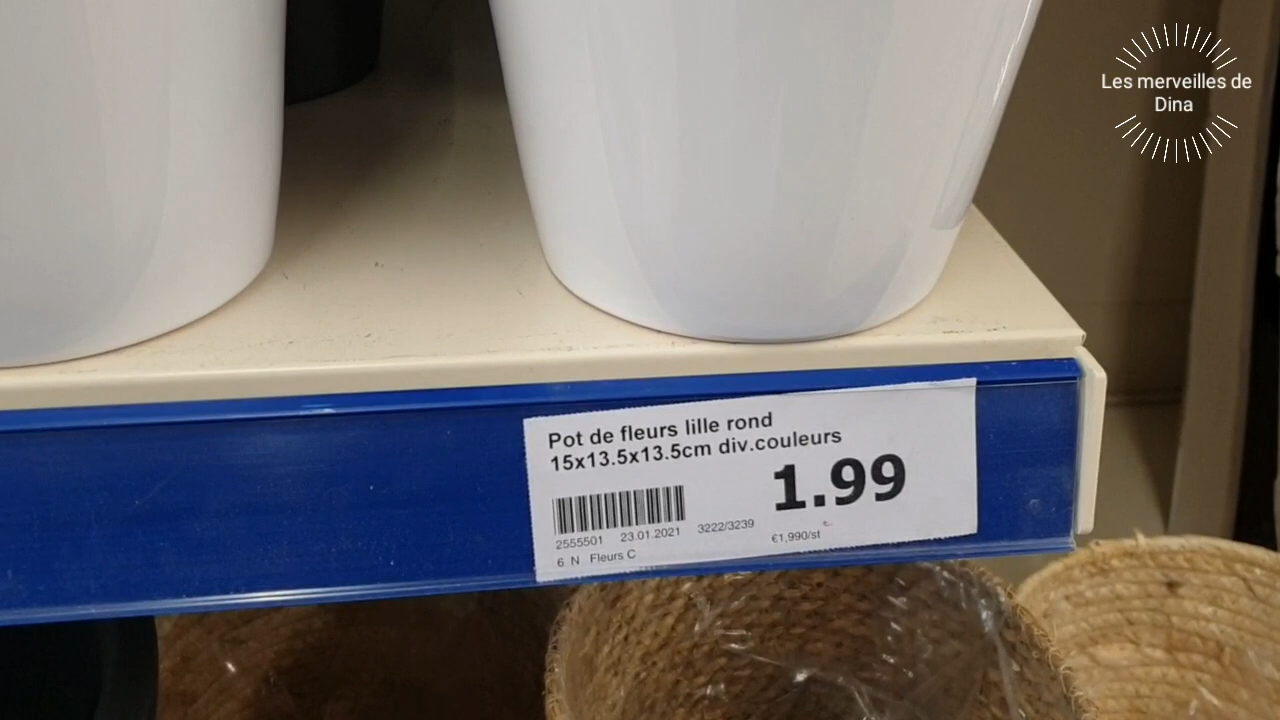 Les merveilles de
Dina
Pot de fleurs lille rond
15x13.5x13.5cm div.couleurs
1.99
2555501 23.01.2021 3222/3239 €1,990/st
6 N Fleurs C